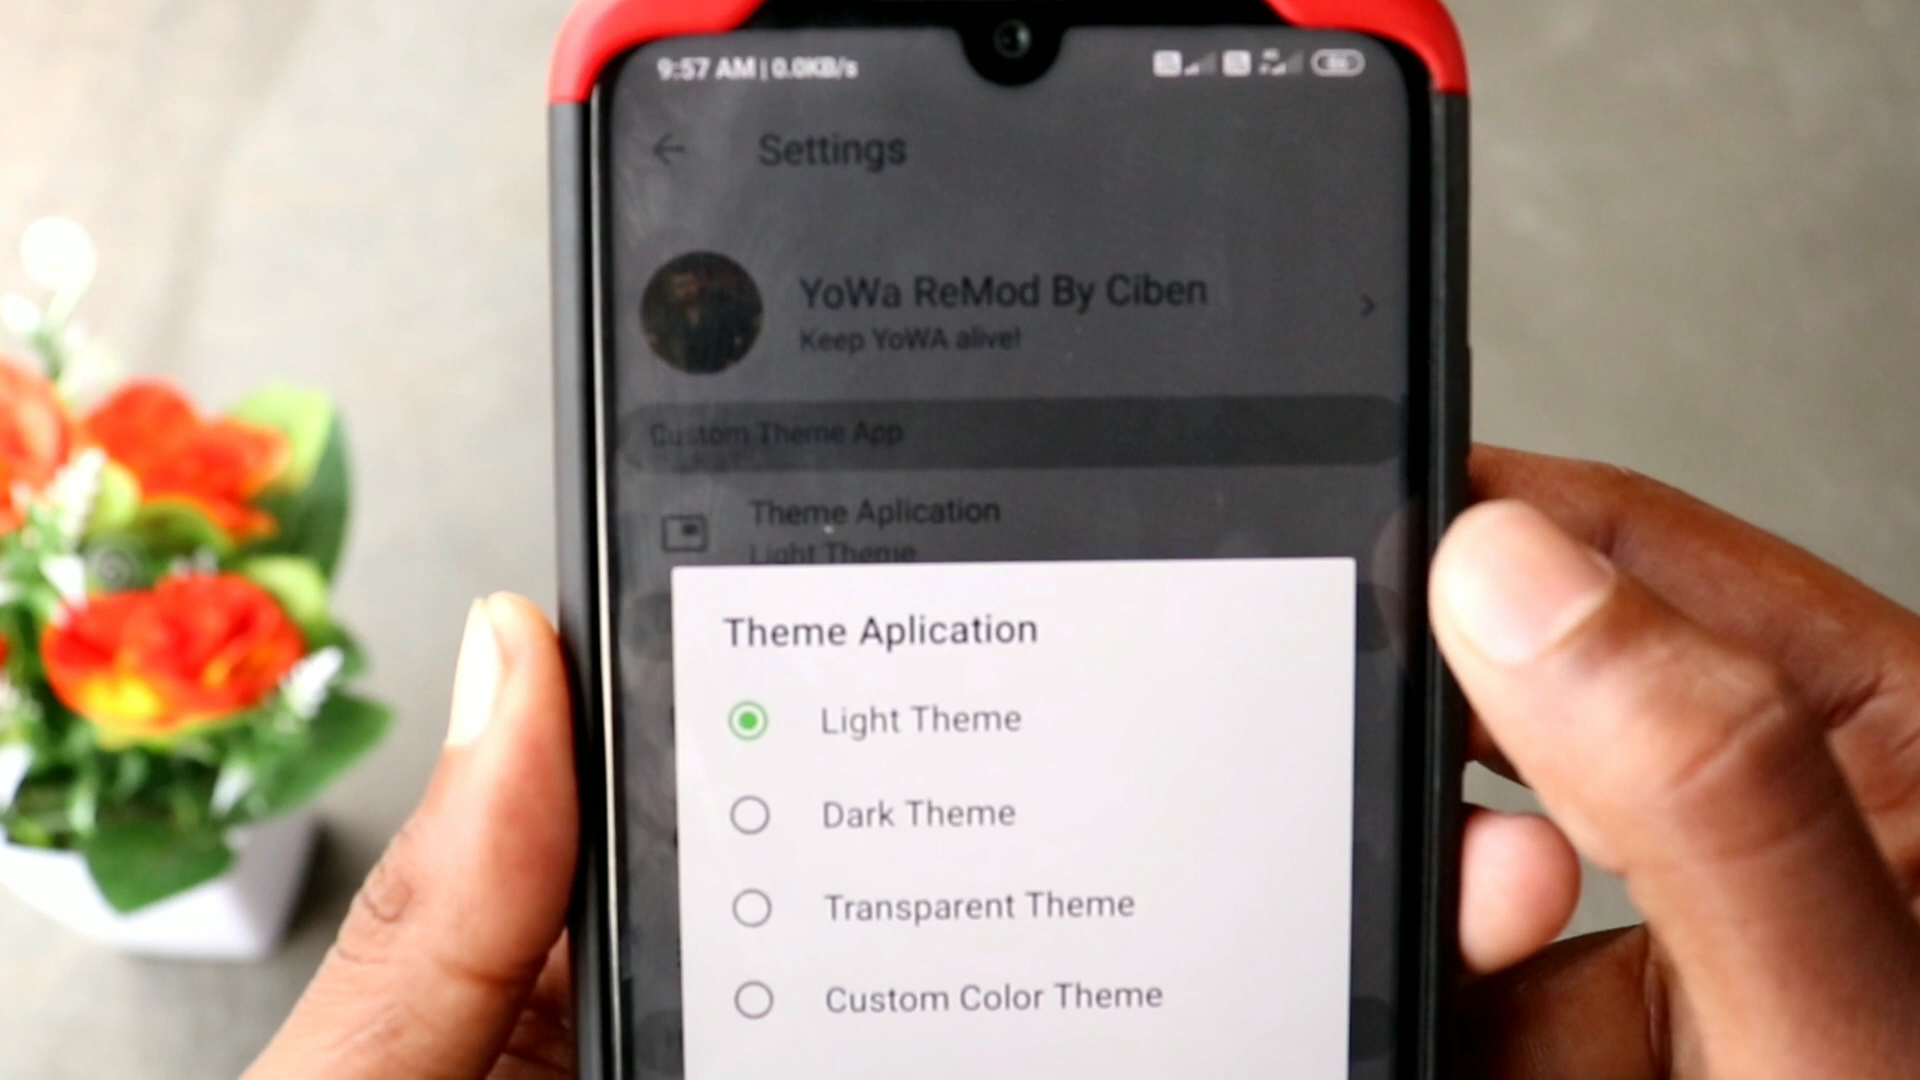 9:57 AM | 0.0KB/s
Settings
YoWa ReMod By Ciben
Keep YoWA alive!
Custom Theme App
Theme Aplication
Light Theme
Theme Aplication
Light Theme
Dark Theme
Transparent Theme
Custom Color Theme